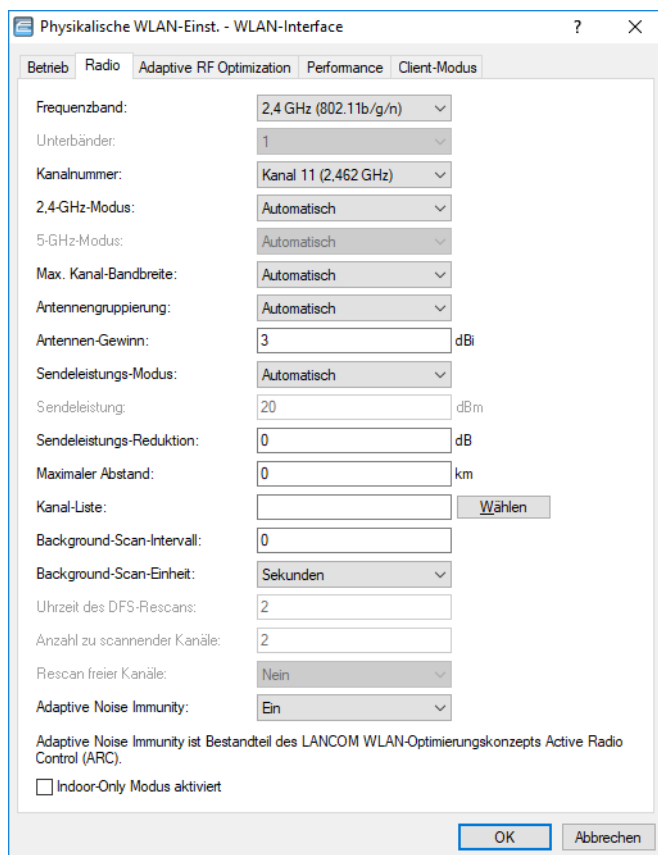 Physikalische WLAN-Einst. - WLAN-Interface
Betrieb Radio Adaptive RF Optimization Performance Client-Modus
Frequenzband: 2,4 GHz (802.11b/g/n)
Unterbänder: 1
Kanalnummer: Kanal 11 (2,462 GHz)
2,4-GHz-Modus: Automatisch
5-GHz-Modus: Automatisch
Max. Kanal-Bandbreite: Automatisch
Antennengruppierung: Automatisch
Antennen-Gewinn: 3 dBi
Sendeleistungs-Modus: Automatisch
Sendeleistung: 20 dBm
Sendeleistungs-Reduktion: 0 dB
Maximaler Abstand: 0 km
Kanal-Liste: Wählen
Background-Scan-Intervall: 0
Background-Scan-Einheit: Sekunden
Uhrzeit des DFS-Rescans: 2
Anzahl zu scannender Kanäle: 2
Rescan freier Kanäle: Nein
Adaptive Noise Immunity: Ein
Adaptive Noise Immunity ist Bestandteil des LANCOM WLAN-Optimierungskonzepts Active Radio
Control (ARC).
Indoor-Only Modus aktiviert
OK Abbrechen